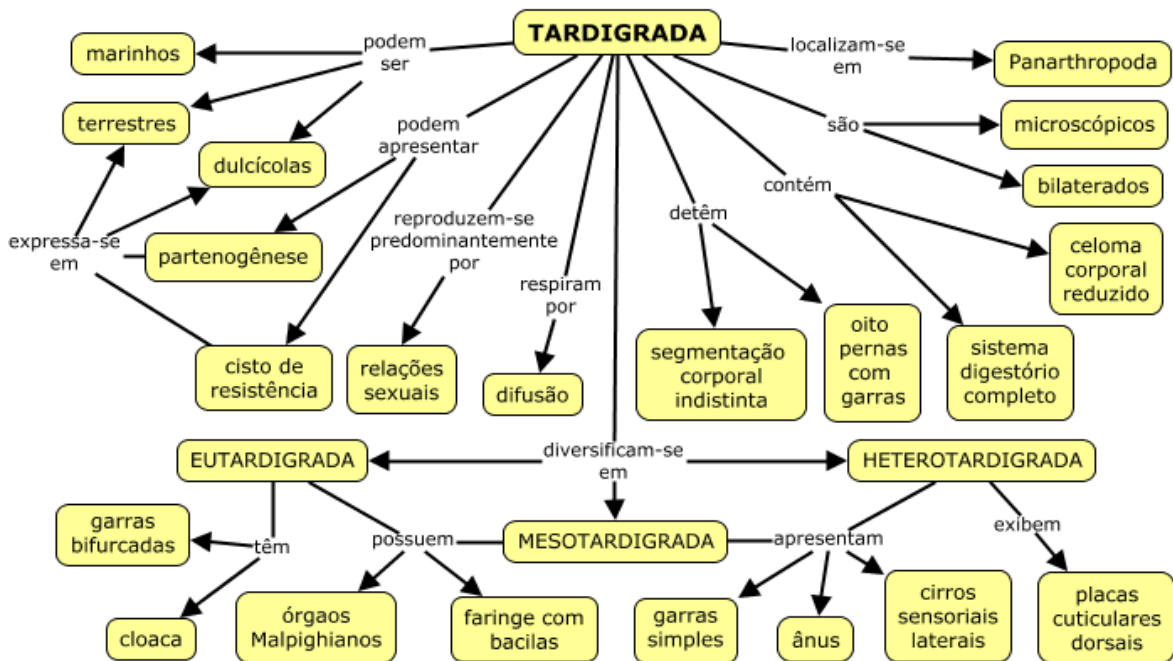 TARDIGRADA
podem
ser
localizam-se
em
marinhos
Panarthropoda
terrestres
podem
apresentar
são
microscópicos
dulcícolas
contém
bilaterados
expressa-se
em
partenogênese
reproduzem-se
predominantemente
por
detêm
celoma
corporal
reduzido
respiram
por
cisto de
resistência
relações
sexuais
difusão
segmentação
corporal
indistinta
oito
pernas
com
garras
sistema
digestório
completo
EUTARDIGRADA
diversificam-se
em
HETEROTARDIGRADA
garras
bifurcadas
têm
possuem
MESOTARDIGRADA
apresentam
exibem
cloaca
órgaos
Malpighianos
faringe com
bacilas
garras
simples
ânus
cirros
sensoriais
laterais
placas
cuticulares
dorsais